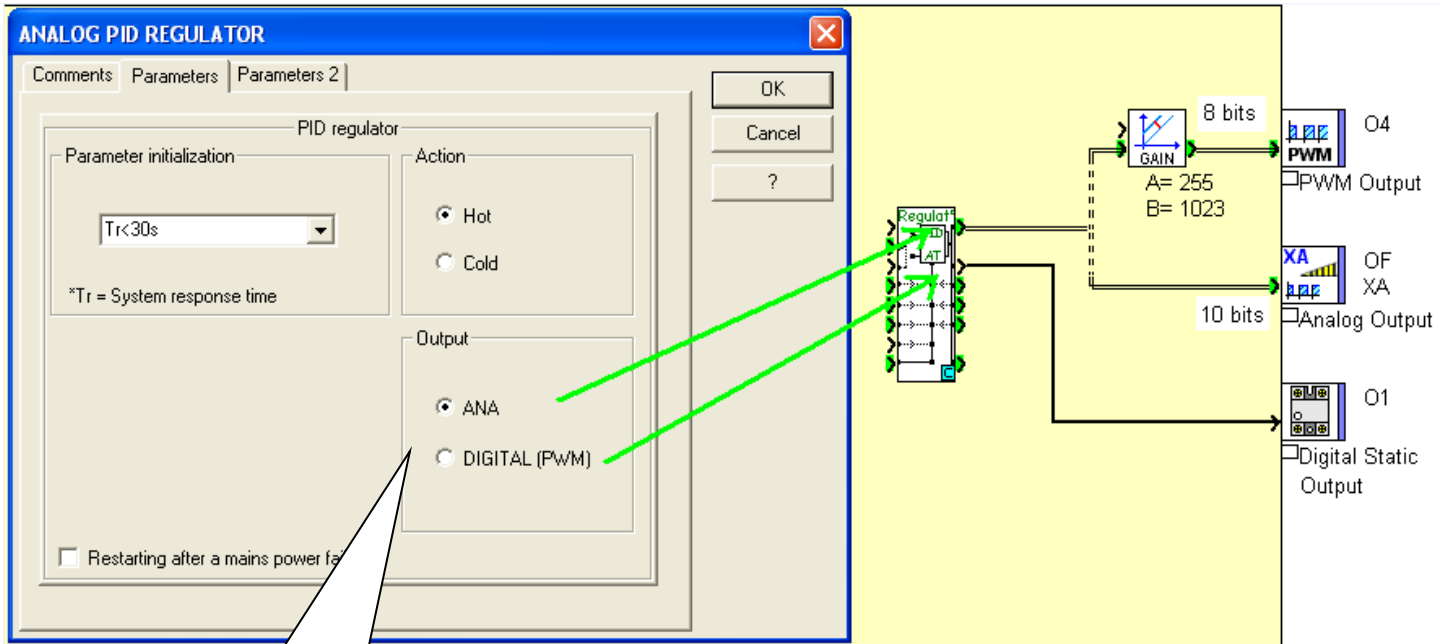 ANALOG PID REGULATOR
Comments
Parameters
Parameters 2
OK
Cancel
?
PID regulator
Parameter initialization
Tr<30s
*Tr = System response time
Action
Hot
Cold
Output
ANA
DIGITAL (PWM)
Restarting after a mains power
Regulat°
AT
GAIN
A= 255
B= 1023
8 bits
PWM
O4
PWM Output
XA
OF
XA
10 bits
Analog Output
O1
Digital Static
Output
C